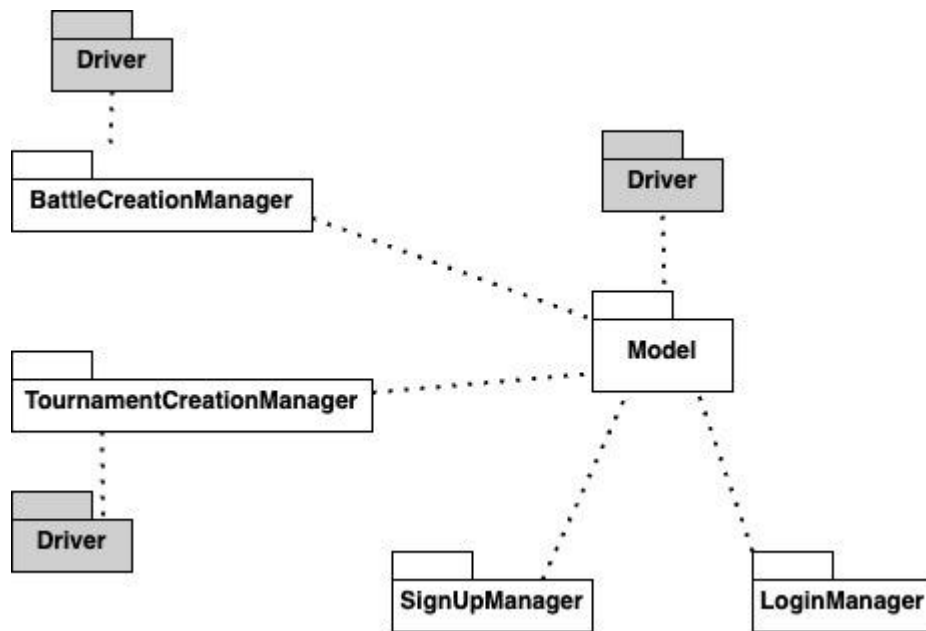 Driver
BattleCreationManager
Driver
Model
TournamentCreationManager
Driver
SignUpManager
LoginManager